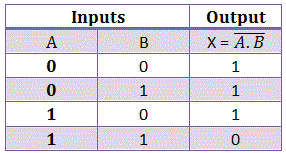 Inputs Output
A B X = A̅.̅B̅
0 0 1
0 1 1
1 0 1
1 1 0